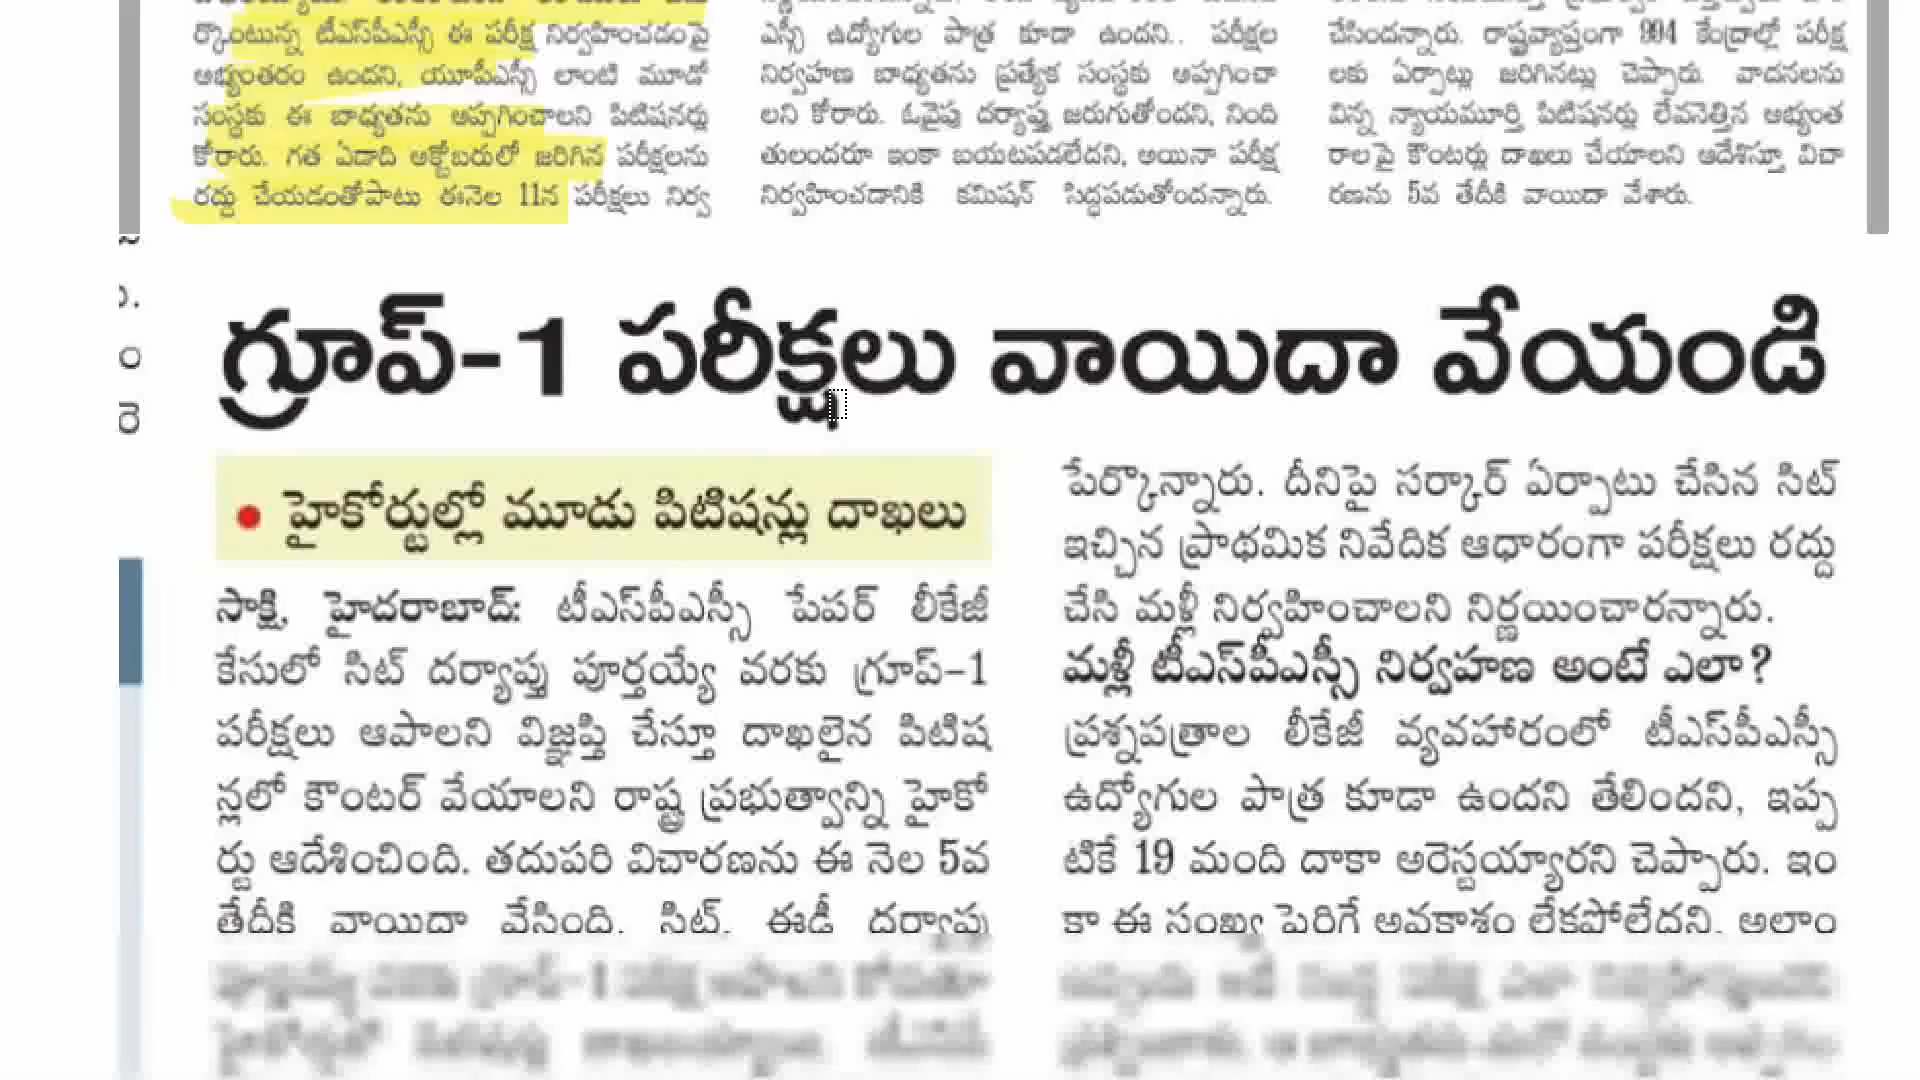 ర్కొంటున్న టీఎస్‌పీఎస్సీ ఈ పరీక్ష నిర్వహించడంపై
అభ్యంతరం ఉందని, యూపీఎస్సీ లాంటి మూడో
సంస్థకు ఈ బాధ్యతను అప్పగించాలని పిటిషనర్లు
కోరారు. గత ఏడాది అక్టోబరులో జరిగిన పరీక్షలను
రద్దు చేయడంతోపాటు ఈనెల 11న పరీక్షలు నిర్వ
ఎస్సీ ఉద్యోగుల పాత్ర కూడా ఉందని.. పరీక్షల
నిర్వహణ బాధ్యతను ప్రత్యేక సంస్థకు అప్పగించా
లని కోరారు. ఓవైపు దర్యాప్తు జరుగుతోందని, నింది
తులందరూ ఇంకా బయటపడలేదని, అయినా పరీక్ష
నిర్వహించడానికే కమిషన్ సిద్ధపడుతోందన్నారు.
చేసిందన్నారు. రాష్ట్రవ్యాప్తంగా 994 కేంద్రాల్లో పరీక్ష
లకు ఏర్పాట్లు జరిగినట్లు చెప్పారు. వాదనలను
విన్న న్యాయమూర్తి పిటిషనర్లు లేవనెత్తిన అభ్యంత
రాలపై కౌంటర్లు దాఖలు చేయాలని ఆదేశిస్తూ విచా
రణను 5వ తేదీకి వాయిదా వేశారు.
గ్రూప్-1 పరీక్షలు వాయిదా వేయండి
• హైకోర్టుల్లో మూడు పిటిషన్లు దాఖలు
సాక్షి, హైదరాబాద్: టీఎస్‌పీఎస్సీ పేపర్ లీకేజీ
కేసులో సిట్ దర్యాప్తు పూర్తయ్యే వరకు గ్రూప్-1
పరీక్షలు ఆపాలని విజ్ఞప్తి చేస్తూ దాఖలైన పిటిష
న్లలో కౌంటర్ వేయాలని రాష్ట్ర ప్రభుత్వాన్ని హైకో
ర్టు ఆదేశించింది. తదుపరి విచారణను ఈ నెల 5వ
తేదీకి వాయిదా వేసింది. సిట్, ఈడీ దర్యాప్తు
పేర్కొన్నారు. దీనిపై సర్కార్ ఏర్పాటు చేసిన సిట్
ఇచ్చిన ప్రాథమిక నివేదిక ఆధారంగా పరీక్షలు రద్దు
చేసి మళ్లీ నిర్వహించాలని నిర్ణయించారన్నారు.
మళ్లీ టీఎస్‌పీఎస్సీ నిర్వహణ అంటే ఎలా?
ప్రశ్నపత్రాల లీకేజీ వ్యవహారంలో టీఎస్‌పీఎస్సీ
ఉద్యోగుల పాత్ర కూడా ఉందని తేలిందని, ఇప్ప
టికే 19 మంది దాకా అరెస్టయ్యారని చెప్పారు. ఇం
కా ఈ సంఖ్య పెరిగే అవకాశం లేకపోలేదని, అలాం